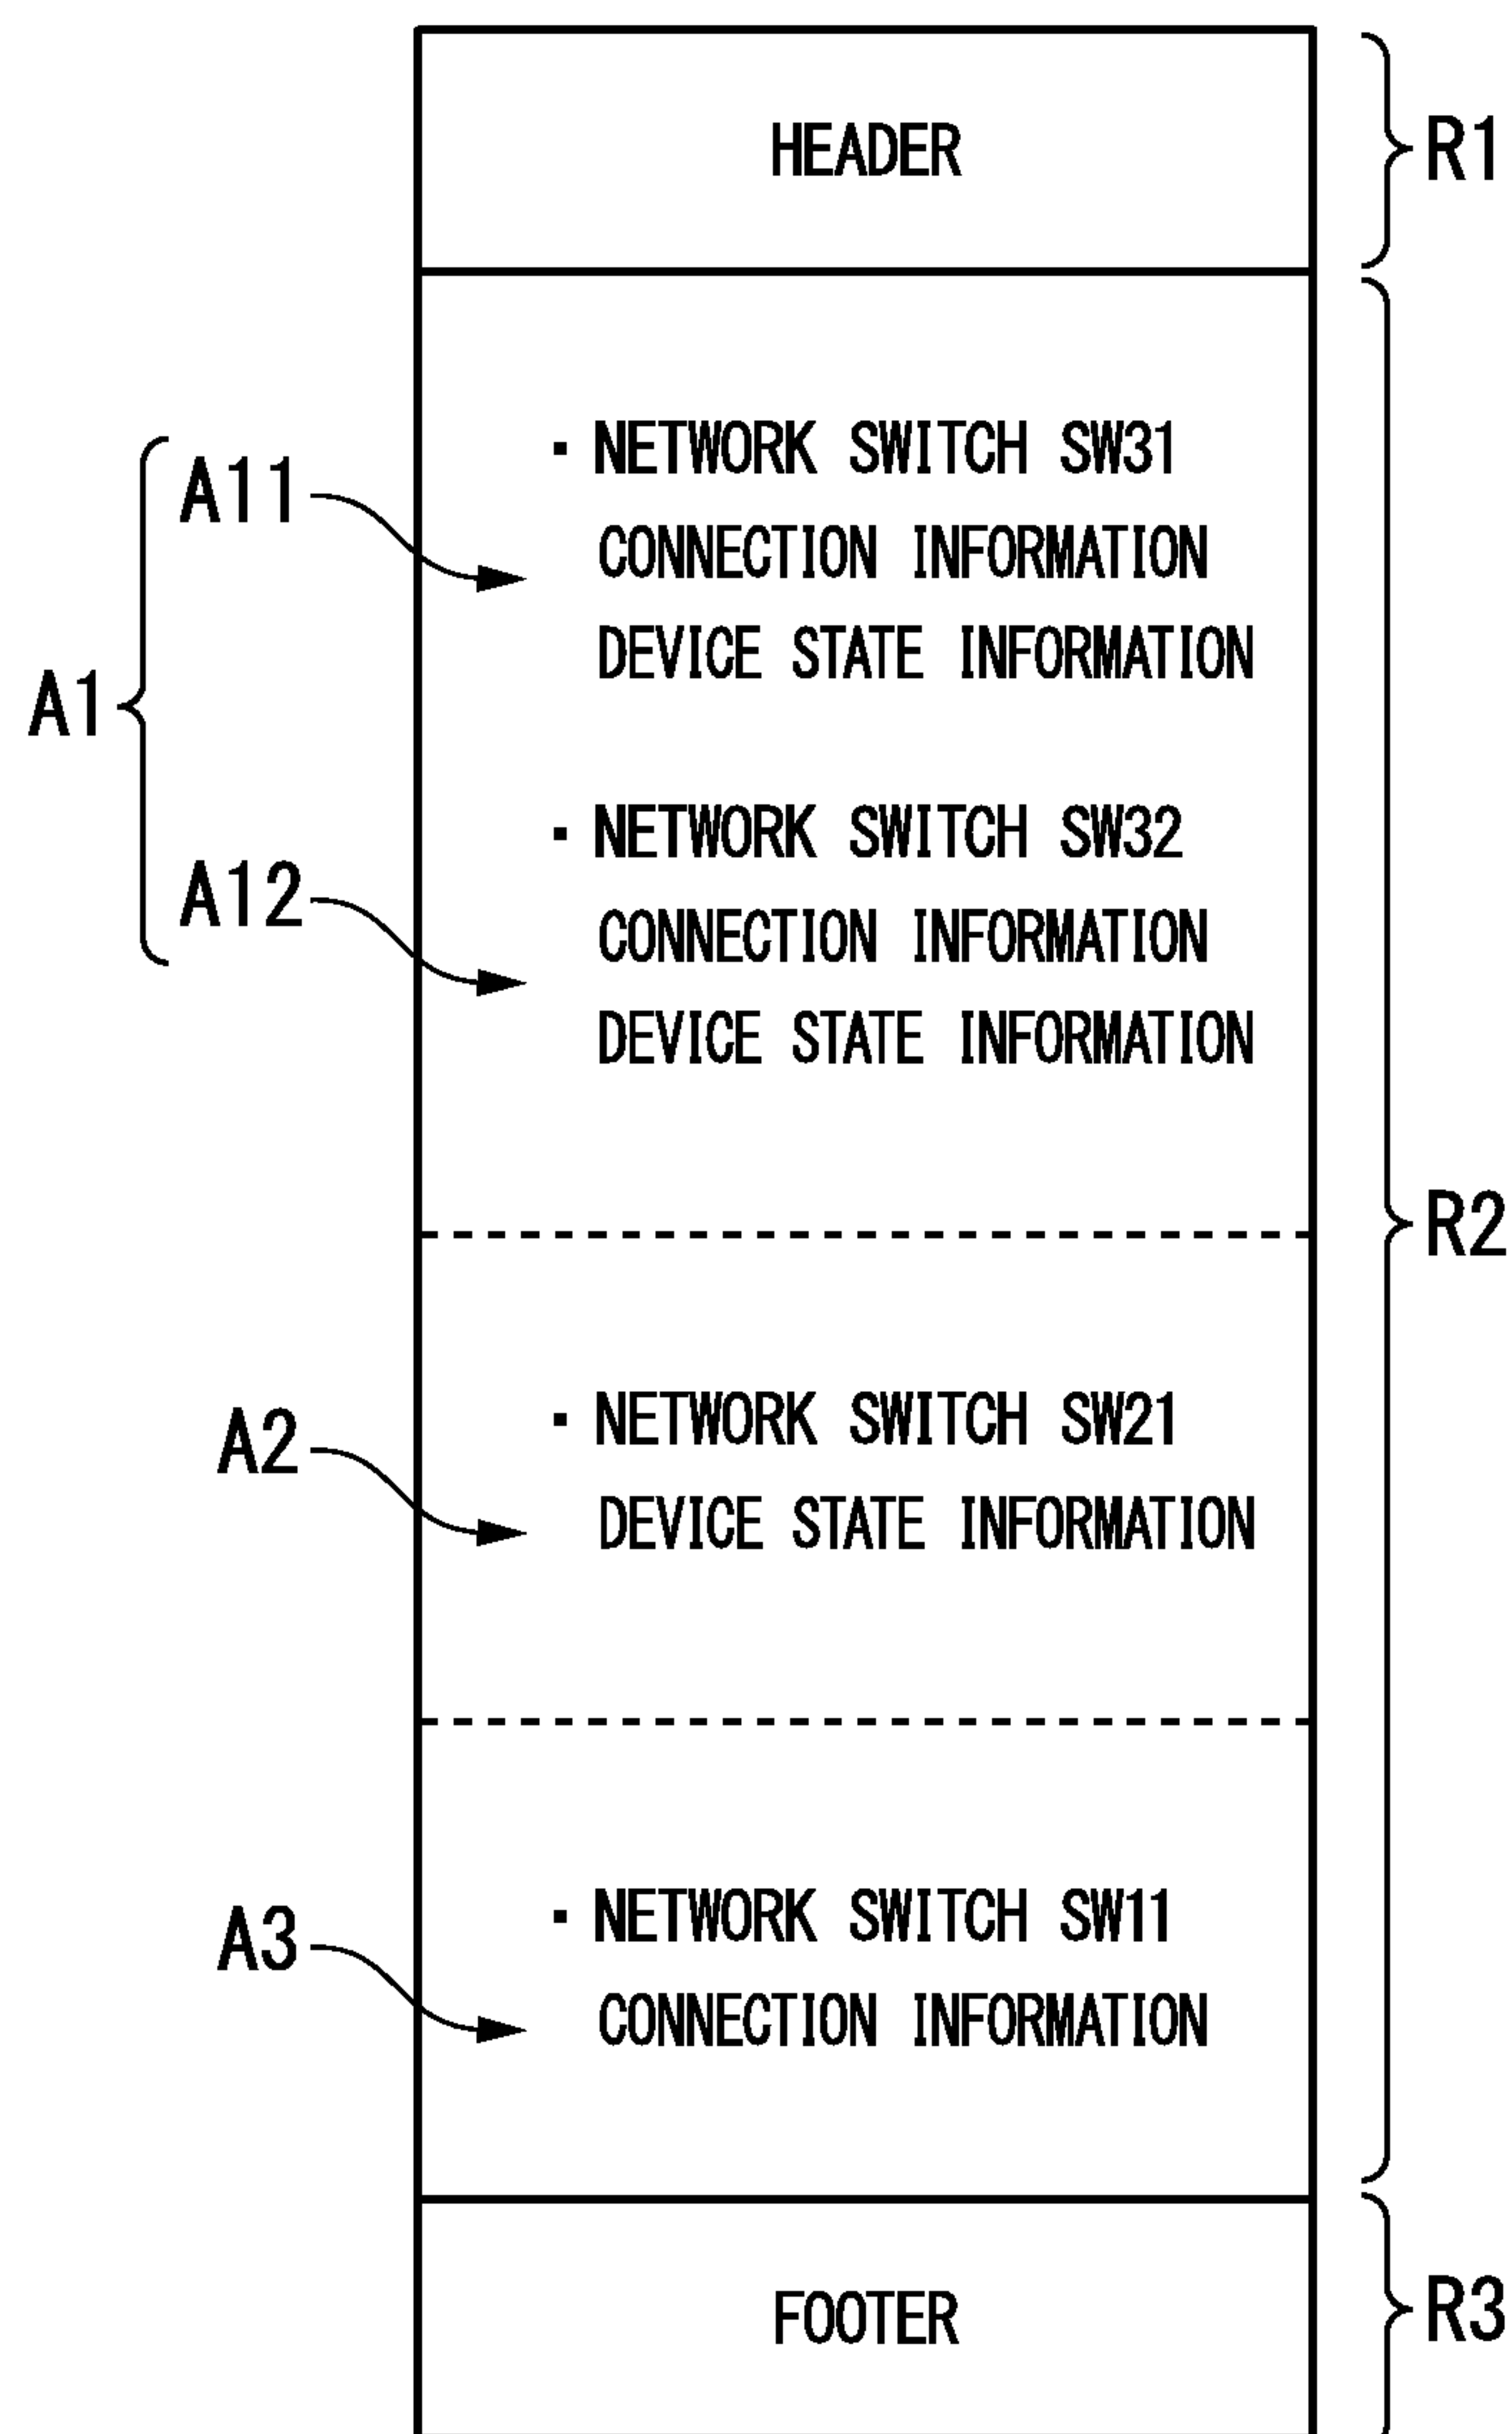 HEADER
R1
· NETWORK SWITCH SW31
A11
CONNECTION INFORMATION
DEVICE STATE INFORMATION
A1
· NETWORK SWITCH SW32
A12
CONNECTION INFORMATION
DEVICE STATE INFORMATION
R2
· NETWORK SWITCH SW21
A2
DEVICE STATE INFORMATION
· NETWORK SWITCH SW11
A3
CONNECTION INFORMATION
FOOTER
R3